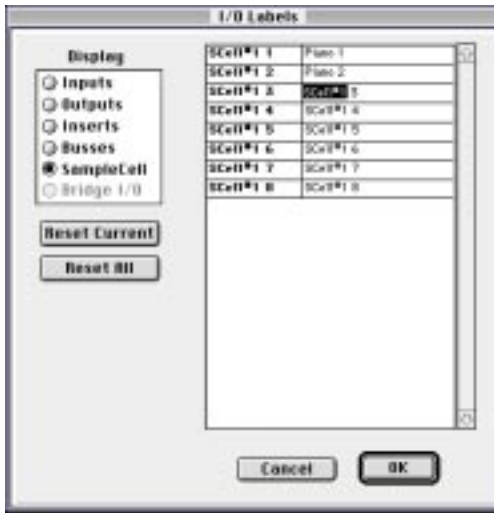 I/O Labels
Display
Inputs
Outputs
Inserts
Busses
SampleCell
Bridge I/O
Reset Current
Reset All
SCell#1 1 Piano 1
SCell#1 2 Piano 2
SCell#1 3 SCell#1 3
SCell#1 4 SCell#1 4
SCell#1 5 SCell#1 5
SCell#1 6 SCell#1 6
SCell#1 7 SCell#1 7
SCell#1 8 SCell#1 8
Cancel OK